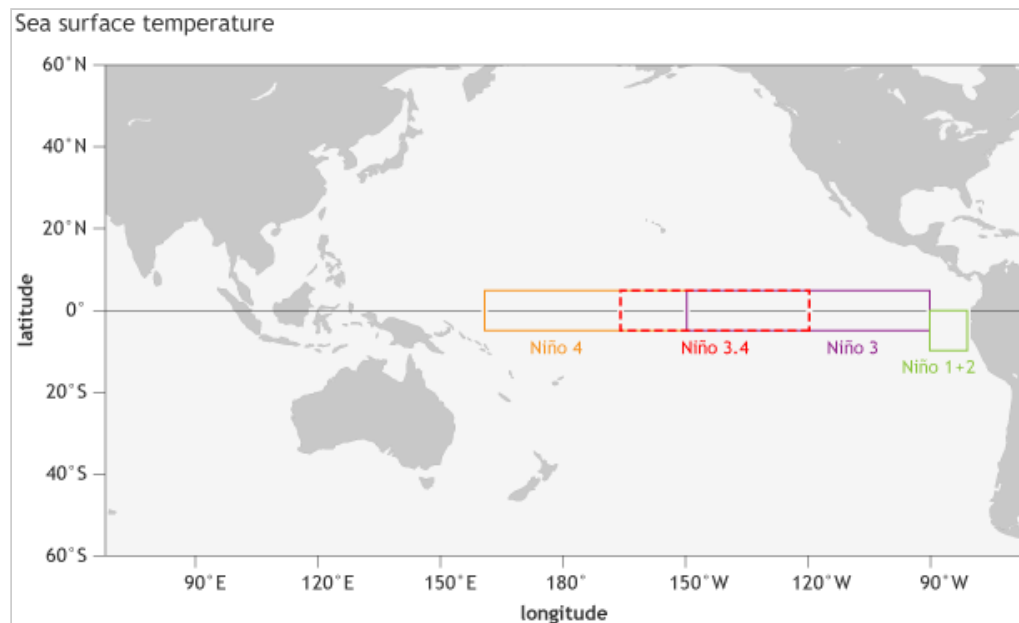 Sea surface temperature
60°N
40°N
20°N
0°
20°S
40°S
60°S
latitude
Niño 4
Niño 3.4
Niño 3
Niño 1+2
90°E
120°E
150°E
180°
150°W
120°W
90°W
longitude